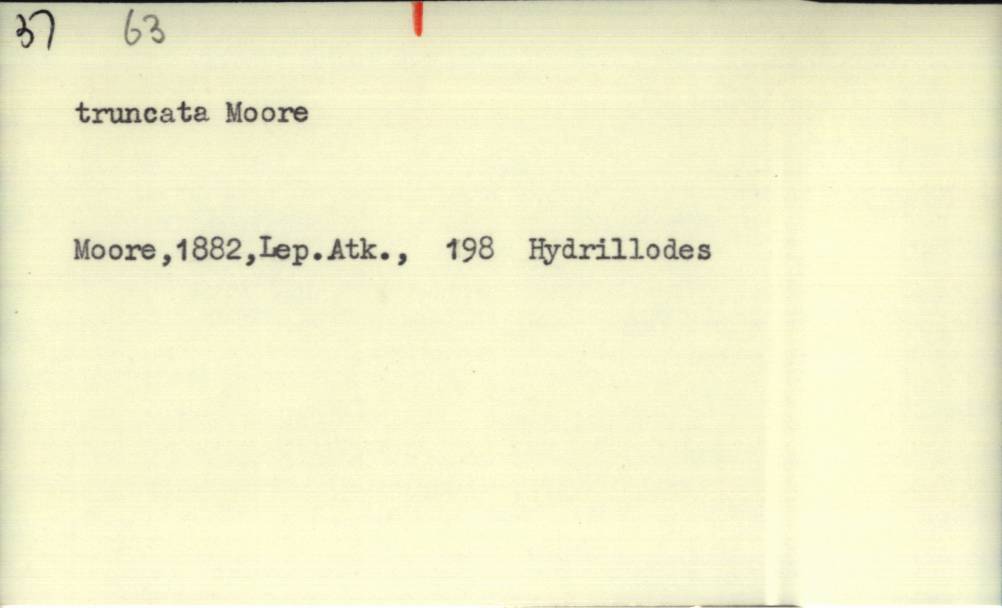 37 63
truncata Moore
Moore,1882,Lep.Atk., 198 Hydrillodes